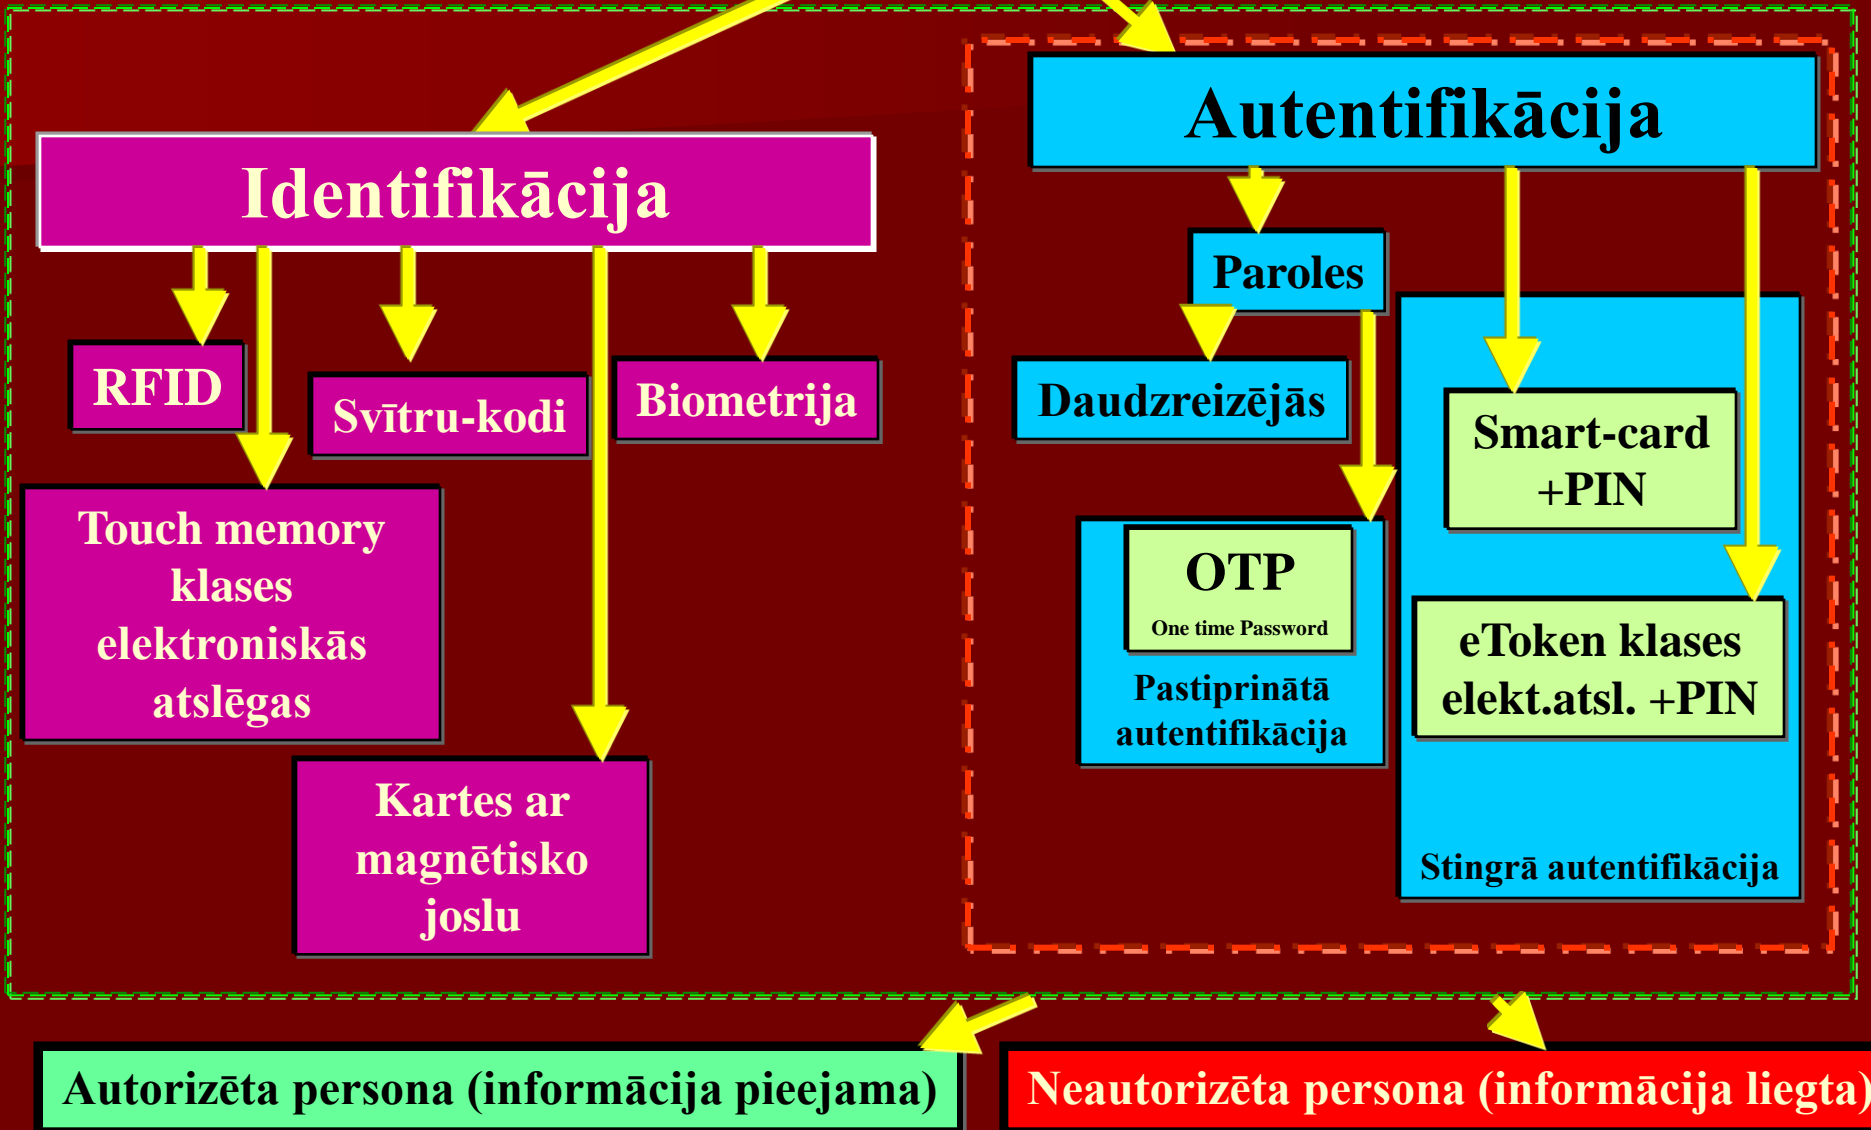 Identifikācija
RFID
Svītru-kodi
Biometrija
Touch memory
klases
elektroniskās
atslēgas
Kartes ar
magnētisko
joslu
Autentifikācija
Paroles
Daudzreizējās
OTP
One time Password
Pastiprinātā
autentifikācija
Smart-card
+PIN
eToken klases
elekt.atsl. +PIN
Stingrā autentifikācija
Autorizēta persona (informācija pieejama)
Neautorizēta persona (informācija liegta)